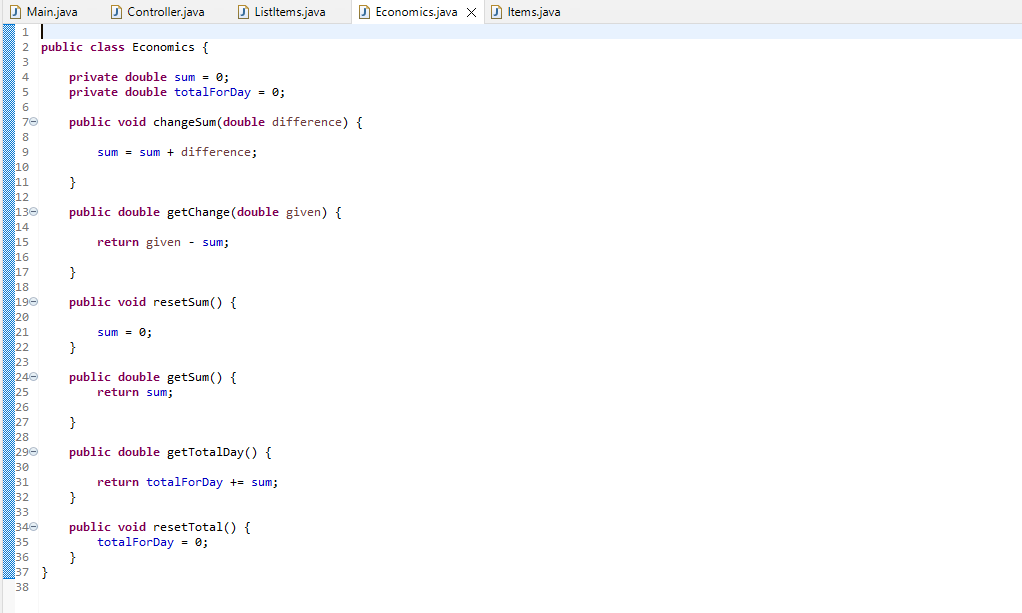 Main.java Controller.java ListItems.java Economics.java Items.java
1
2 public class Economics {
3
4 private double sum = 0;
5 private double totalForDay = 0;
6
7 public void changeSum(double difference) {
8
9 sum = sum + difference;
10
11 }
12
13 public double getChange(double given) {
14
15 return given - sum;
16
17 }
18
19 public void resetSum() {
20
21 sum = 0;
22 }
23
24 public double getSum() {
25 return sum;
26
27 }
28
29 public double getTotalDay() {
30
31 return totalForDay += sum;
32 }
33
34 public void resetTotal() {
35 totalForDay = 0;
36 }
37 }
38